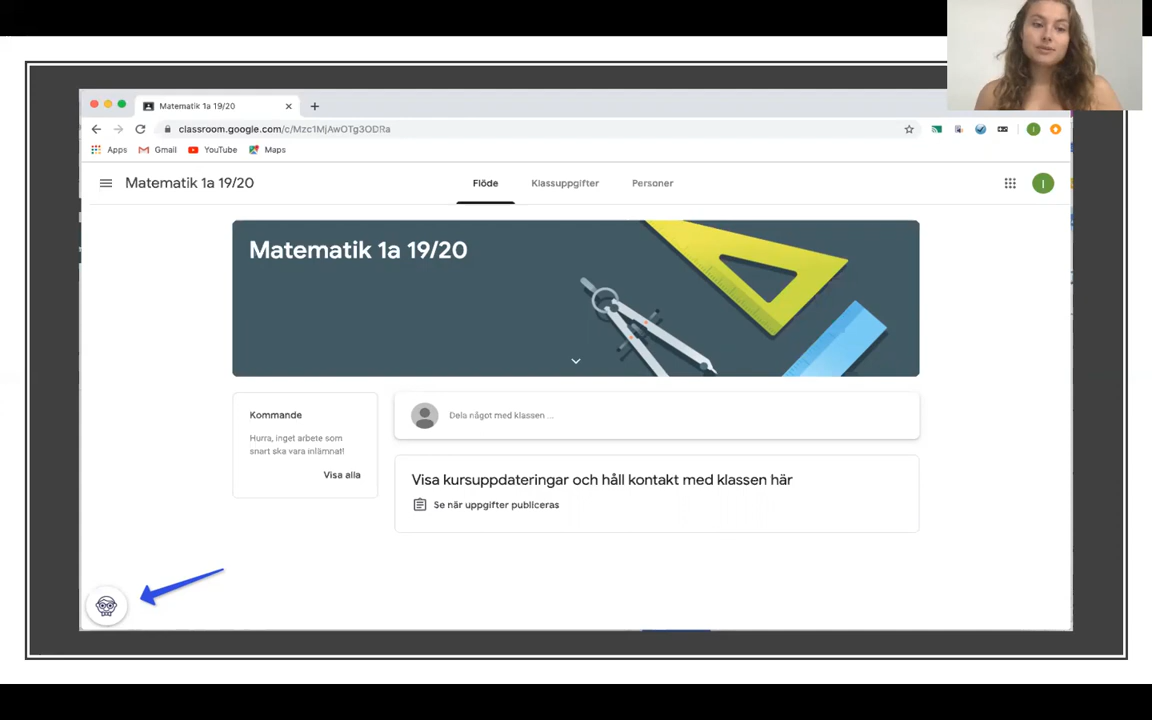 Matematik 1a 19/20
classroom.google.com/c/Mzc1MjAwOTg3ODRa
Apps Gmail YouTube Maps
Matematik 1a 19/20 Flöde Klassuppgifter Personer I
Matematik 1a 19/20
Kommande
Hurra, inget arbete som
snart ska vara inlämnat!
Visa alla
Dela något med klassen ...
Visa kursuppdateringar och håll kontakt med klassen här
Se när uppgifter publiceras